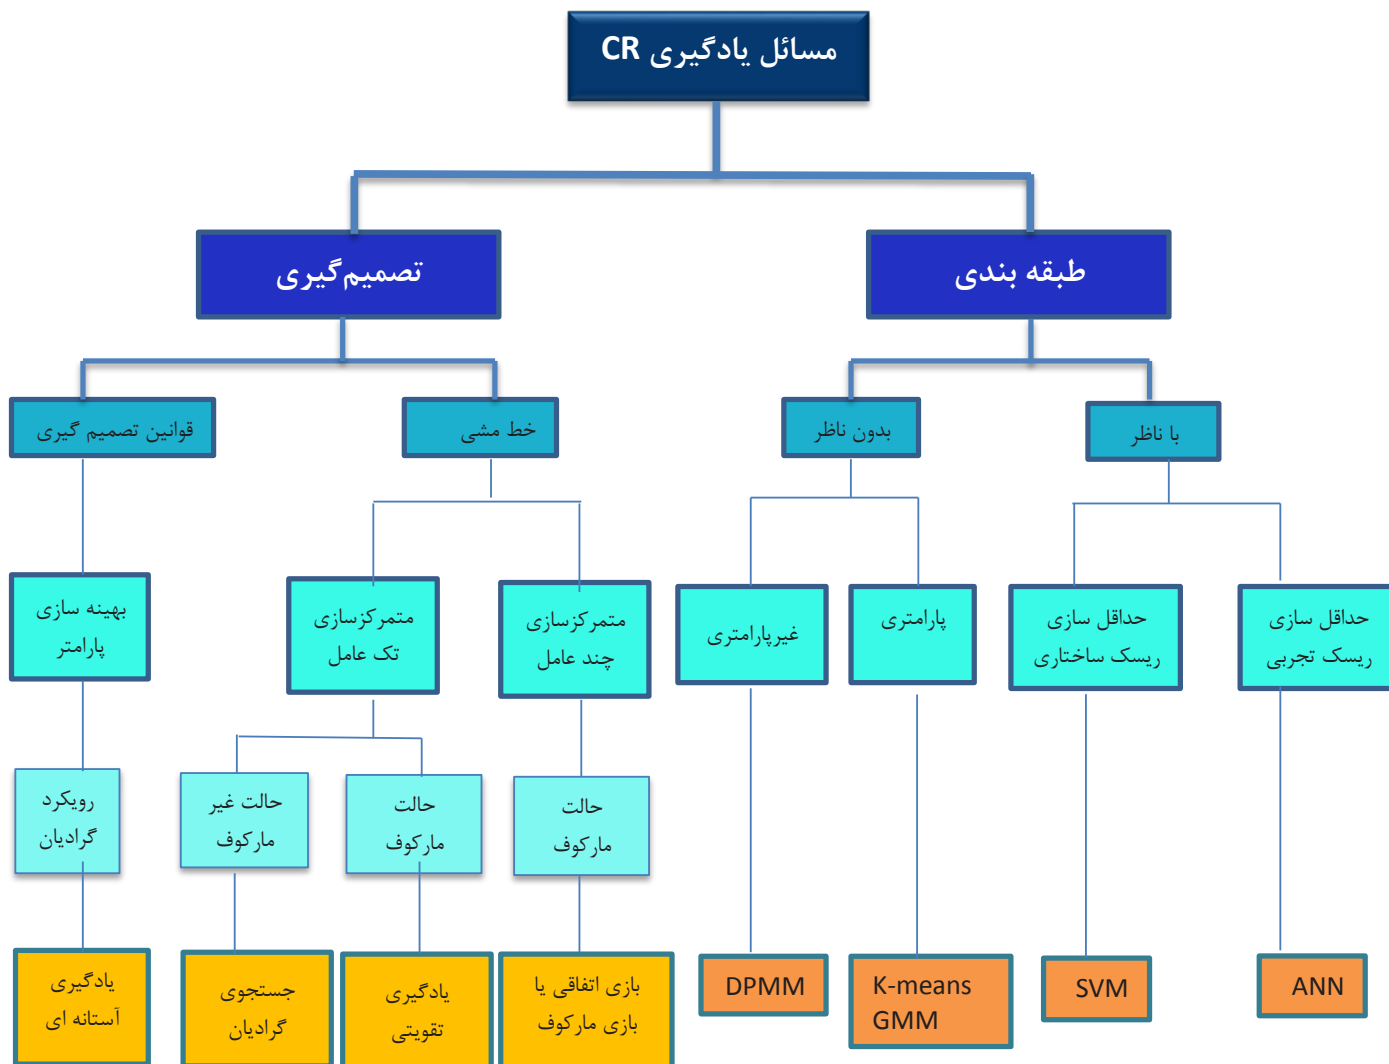 مسائل یادگیری CR
طبقه بندی
تصمیم‌گیری
با ناظر
بدون ناظر
خط مشی
قوانین تصمیم گیری
حداقل سازی
ریسک تجربی
حداقل سازی
ریسک ساختاری
پارامتری
غیرپارامتری
متمرکزسازی
چند عامل
متمرکزسازی
تک عامل
بهینه سازی
پارامتر
حالت
مارکوف
حالت
مارکوف
حالت غیر
مارکوف
رویکرد
گرادیان
ANN
SVM
K-means
GMM
DPMM
بازی اتفاقی یا
بازی مارکوف
یادگیری
تقویتی
جستجوی
گرادیان
یادگیری
آستانه ای